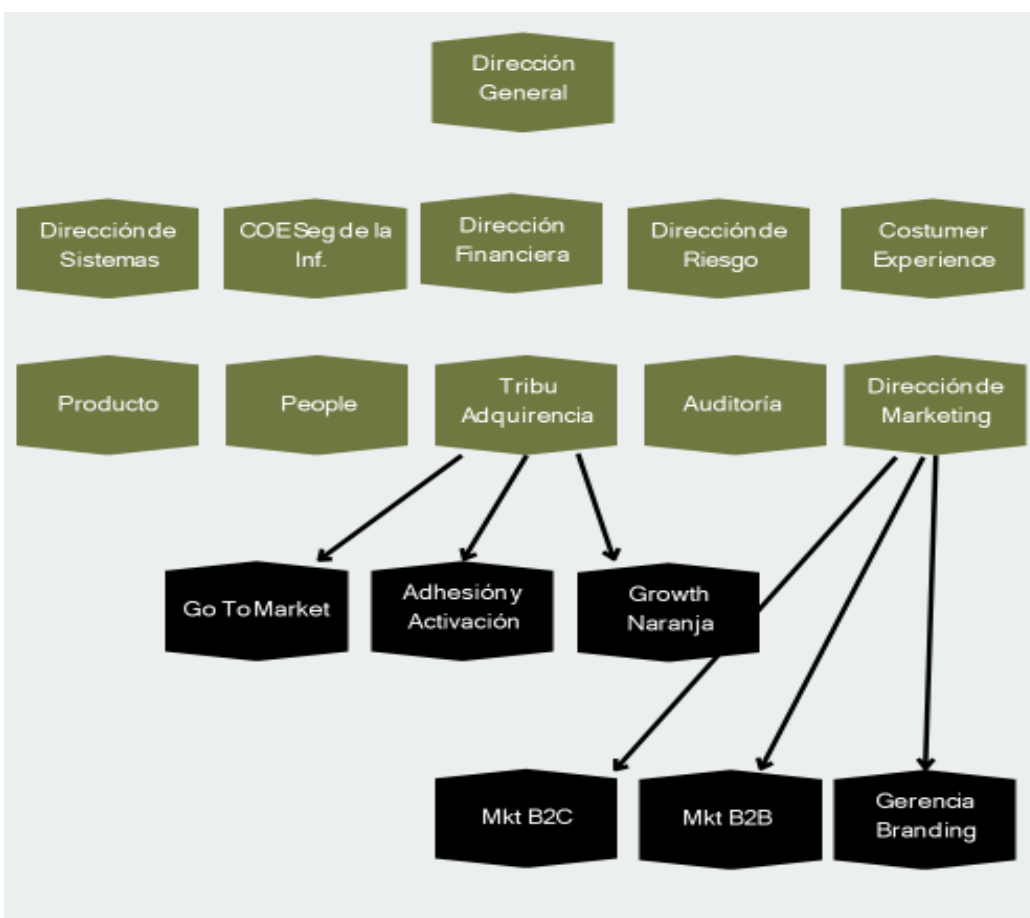 Dirección
General
Dirección de
Sistemas
COE Seg de la
Inf.
Dirección
Financiera
Dirección de
Riesgo
Costumer
Experience
Producto
People
Tribu
Adquirencia
Auditoría
Dirección de
Marketing
Go To Market
Adhesión y
Activación
Growth
Naranja
Mkt B2C
Mkt B2B
Gerencia
Branding